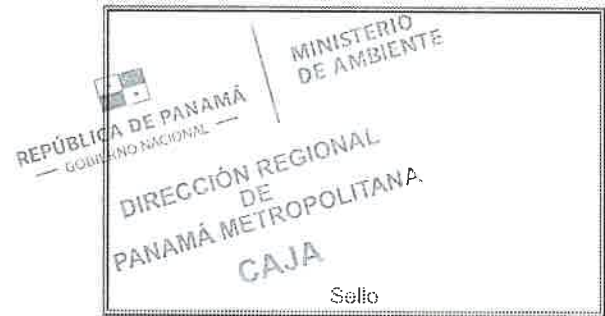 MINISTERIO
DE AMBIENTE
REPÚBLICA DE PANAMÁ
— GOBIERNO NACIONAL —
DIRECCIÓN REGIONAL
DE
PANAMÁ METROPOLITANA
CAJA
Sello